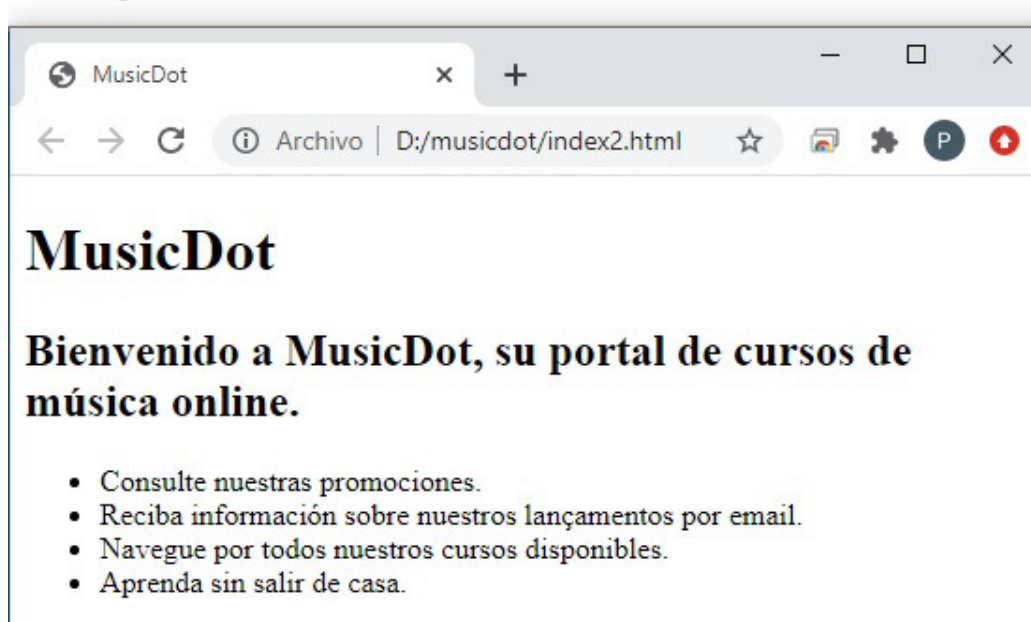 MusicDot
Archivo | D:/musicdot/index2.html
P
MusicDot
Bienvenido a MusicDot, su portal de cursos de
música online.
• Consulte nuestras promociones.
• Reciba información sobre nuestros lançamentos por email.
• Navegue por todos nuestros cursos disponibles.
• Aprenda sin salir de casa.